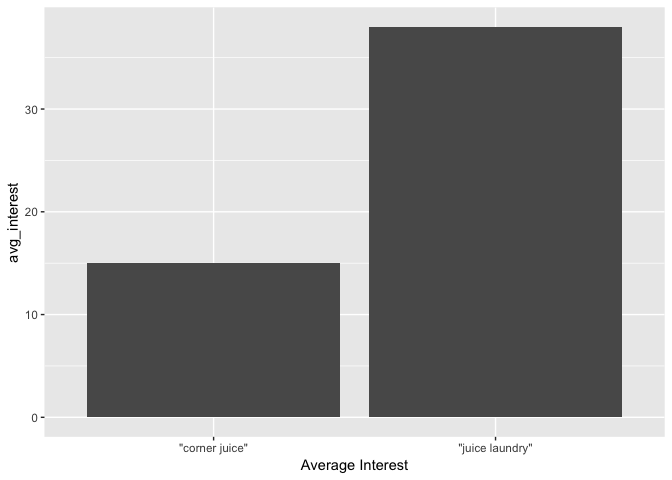 avg_interest
30
20
10
0
"corner juice"
"juice laundry"
Average Interest